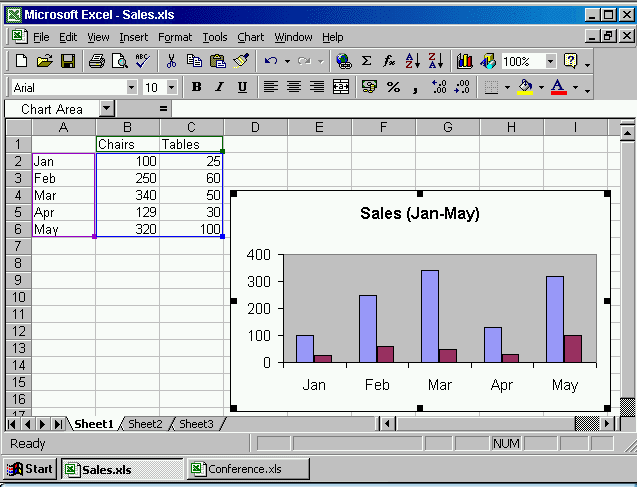 Microsoft Excel - Sales.xls
File Edit View Insert Format Tools Chart Window Help
ABC Σ fx A Z Z A 100% ?
Arial 10 B I U % , A
Chart Area =
A B C D E F G H I
1 Chairs Tables
2 Jan 100 25
3 Feb 250 60
4 Mar 340 50
5 Apr 129 30
6 May 320 100
7
8
9
10
11
12
13
14
15
16
17
Sales (Jan-May)
400
300
200
100
0
Jan Feb Mar Apr May
Sheet1 Sheet2 Sheet3
Ready NUM
Start Sales.xls Conference.xls